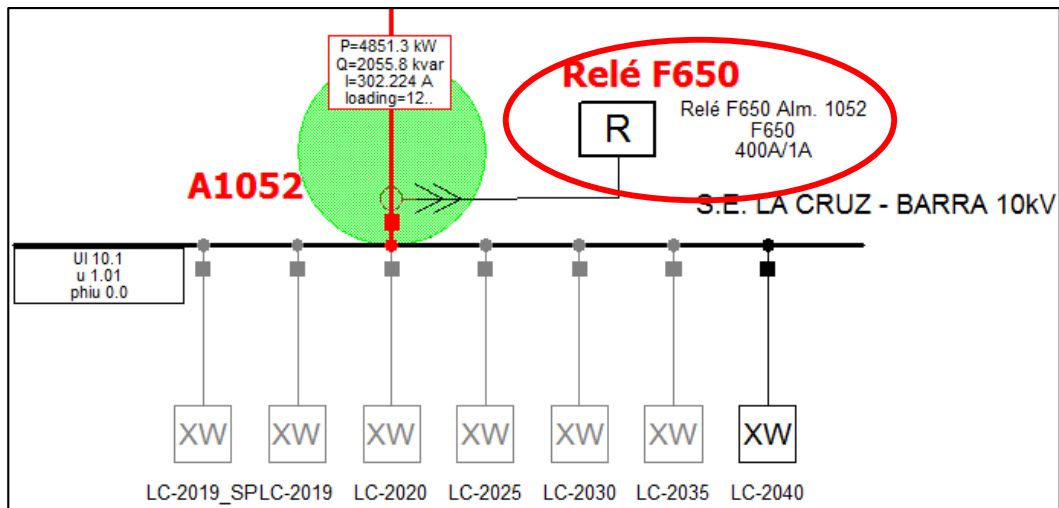 P=4851.3 kW
Q=2055.8 kvar
I=302.224 A
loading=12..
Relé F650
R
Relé F650 Alm. 1052
F650
400A/1A
A1052
S.E. LA CRUZ - BARRA 10kV
Ul 10.1
u 1.01
phiu 0.0
XW XW XW XW XW XW XW
LC-2019_SP LC-2019 LC-2020 LC-2025 LC-2030 LC-2035 LC-2040